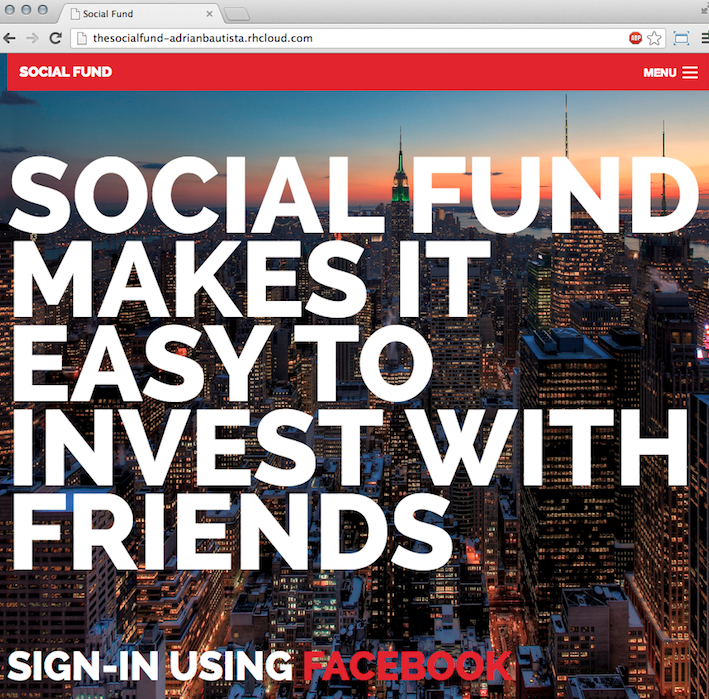 Social Fund
thesocialfund-adrianbautista.rhcloud.com
ABP
SOCIAL FUND
MENU
SOCIAL FUND
MAKES IT
EASY TO
INVEST WITH
FRIENDS
SIGN-IN USING FACEBOOK